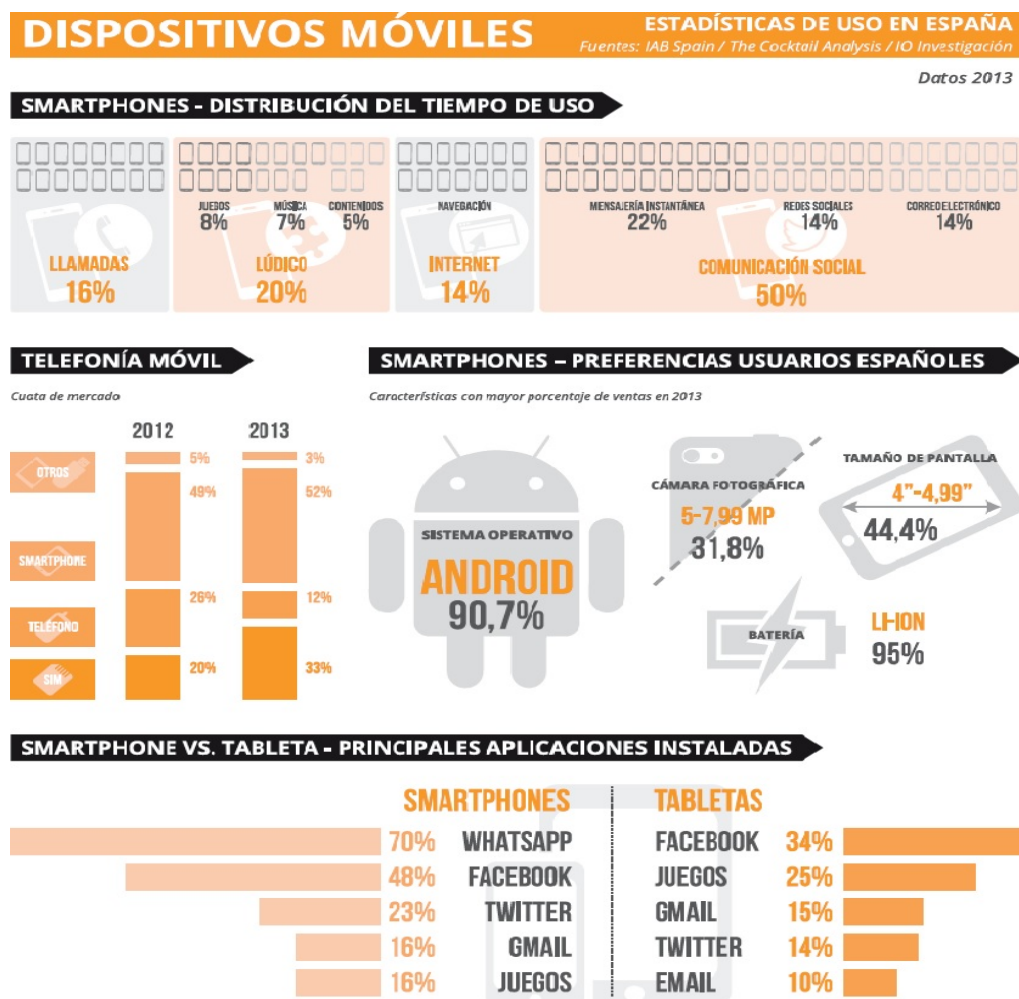 DISPOSITIVOS MÓVILES
ESTADÍSTICAS DE USO EN ESPAÑA
Fuentes: IAB Spain / The Cocktail Analysis / IO Investigación
Datos 2013
SMARTPHONES - DISTRIBUCIÓN DEL TIEMPO DE USO
JUEGOS
8%
MÚSICA
7%
CONTENIDOS
5%
NAVEGACIÓN
MENSAJERÍA INSTANTÁNEA
22%
REDES SOCIALES
14%
CORREO ELECTRÓNICO
14%
LLAMADAS
16%
LÚDICO
20%
INTERNET
14%
COMUNICACIÓN SOCIAL
50%
TELEFONÍA MÓVIL
Cuota de mercado
2012 2013
OTROS 5% 3%
49% 52%
SMARTPHONE
TELÉFONO 26% 12%
SIM 20% 33%
SMARTPHONES – PREFERENCIAS USUARIOS ESPAÑOLES
Características con mayor porcentaje de ventas en 2013
SISTEMA OPERATIVO
ANDROID
90,7%
CÁMARA FOTOGRÁFICA
5-7,99 MP
31,8%
TAMAÑO DE PANTALLA
4"-4,99"
44,4%
BATERÍA
LI-ION
95%
SMARTPHONE VS. TABLETA - PRINCIPALES APLICACIONES INSTALADAS
SMARTPHONES TABLETAS
70% WHATSAPP FACEBOOK 34%
48% FACEBOOK JUEGOS 25%
23% TWITTER GMAIL 15%
16% GMAIL TWITTER 14%
16% JUEGOS EMAIL 10%